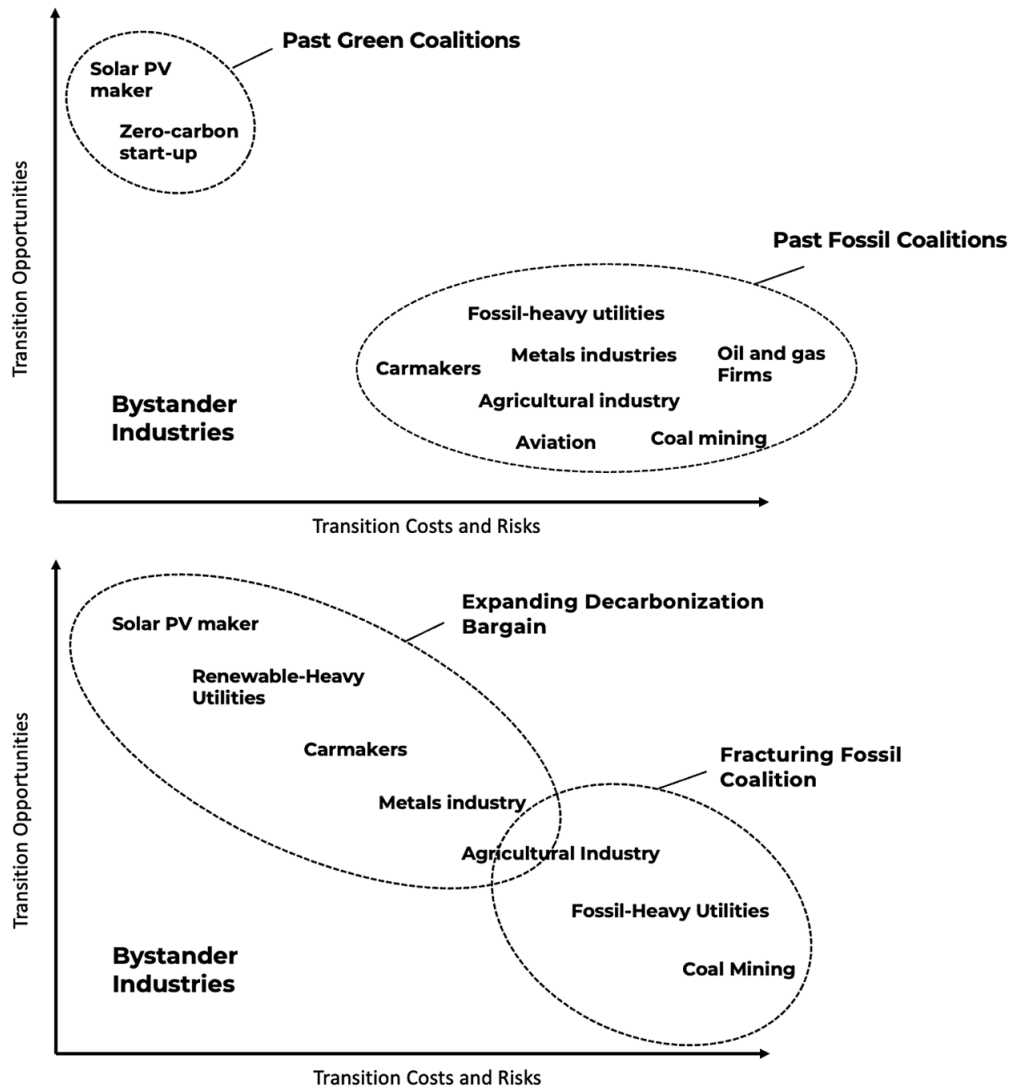 Past Green Coalitions
Solar PV
maker
Zero-carbon
start-up
Transition Opportunities
Past Fossil Coalitions
Fossil-heavy utilities
Metals industries
Oil and gas
Firms
Carmakers
Agricultural industry
Aviation
Coal mining
Bystander
Industries
Transition Costs and Risks
Expanding Decarbonization
Bargain
Solar PV maker
Renewable-Heavy
Utilities
Transition Opportunities
Carmakers
Fracturing Fossil
Coalition
Metals industry
Agricultural Industry
Fossil-Heavy Utilities
Coal Mining
Bystander
Industries
Transition Costs and Risks